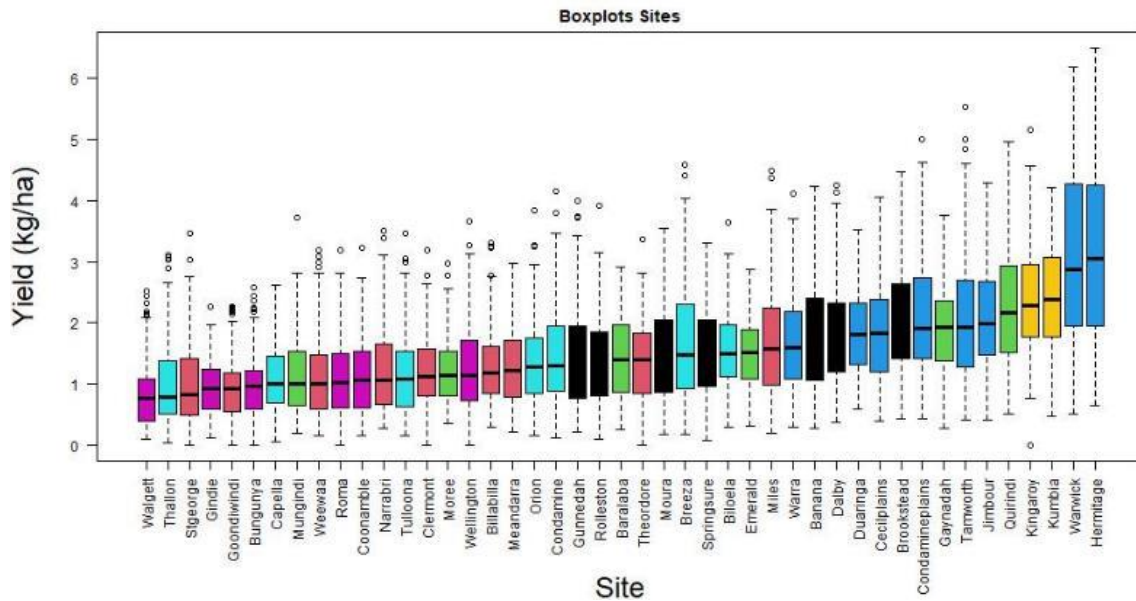 Boxplots Sites
Yield (kg/ha)
6
5
4
3
2
1
0
Walgett
Thallon
Stgeorge
Gindie
Goondiwindi
Bungunya
Capella
Mungindi
Weewaa
Roma
Coonamble
Narrabri
Tulloona
Clermont
Moree
Wellington
Billabilla
Meandarra
Orion
Condamine
Gunnedah
Rolleston
Baralaba
Theordore
Moura
Breeza
Springsure
Biloela
Emerald
Miles
Warra
Banana
Dalby
Duaringa
Cecilplains
Brookstead
Condamineplains
Gaynadah
Tamworth
Jimbour
Quirindi
Kingaroy
Kumbia
Warwick
Hermitage
Site